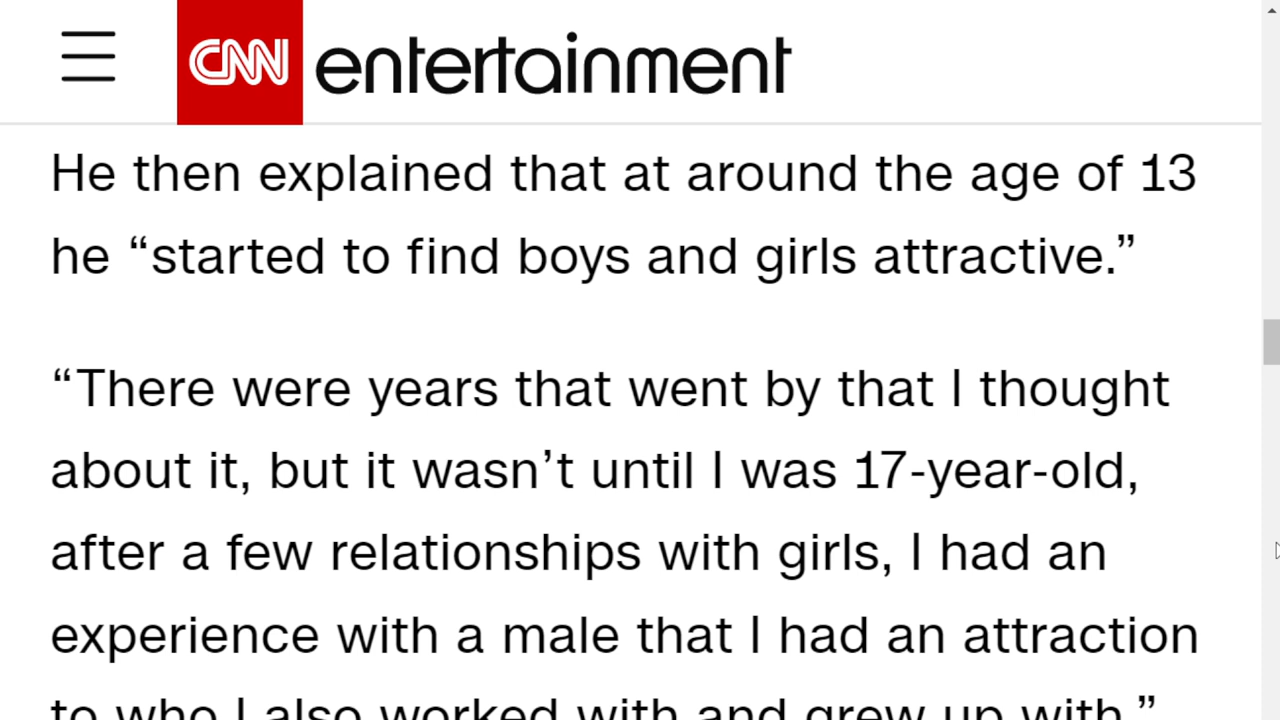 CNN entertainment
He then explained that at around the age of 13
he “started to find boys and girls attractive.”
“There were years that went by that I thought
about it, but it wasn’t until I was 17-year-old,
after a few relationships with girls, I had an
experience with a male that I had an attraction
to who I also worked with and grew up with.”